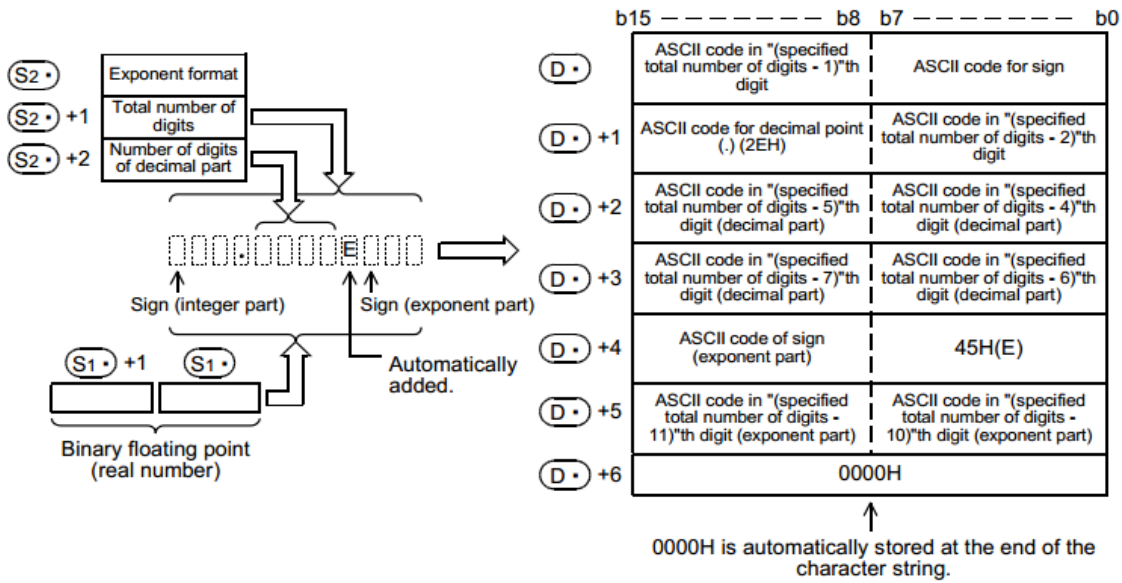 S2 •
Exponent format
S2 • +1
Total number of
digits
S2 • +2
Number of digits
of decimal part
.
E
Sign (integer part)
Sign (exponent part)
Automatically
added.
S1 • +1
S1 •
Binary floating point
(real number)
b15
b8
b7
b0
D •
ASCII code in "(specified
total number of digits - 1)"th
digit
ASCII code for sign
D • +1
ASCII code for decimal point
(.) (2EH)
ASCII code in "(specified
total number of digits - 2)"th
digit
D • +2
ASCII code in "(specified
total number of digits - 5)"th
digit (decimal part)
ASCII code in "(specified
total number of digits - 4)"th
digit (decimal part)
D • +3
ASCII code in "(specified
total number of digits - 7)"th
digit (decimal part)
ASCII code in "(specified
total number of digits - 6)"th
digit (decimal part)
D • +4
ASCII code of sign
(exponent part)
45H(E)
D • +5
ASCII code in "(specified
total number of digits -
11)"th digit (exponent part)
ASCII code in "(specified
total number of digits -
10)"th digit (exponent part)
D • +6
0000H
0000H is automatically stored at the end of the
character string.